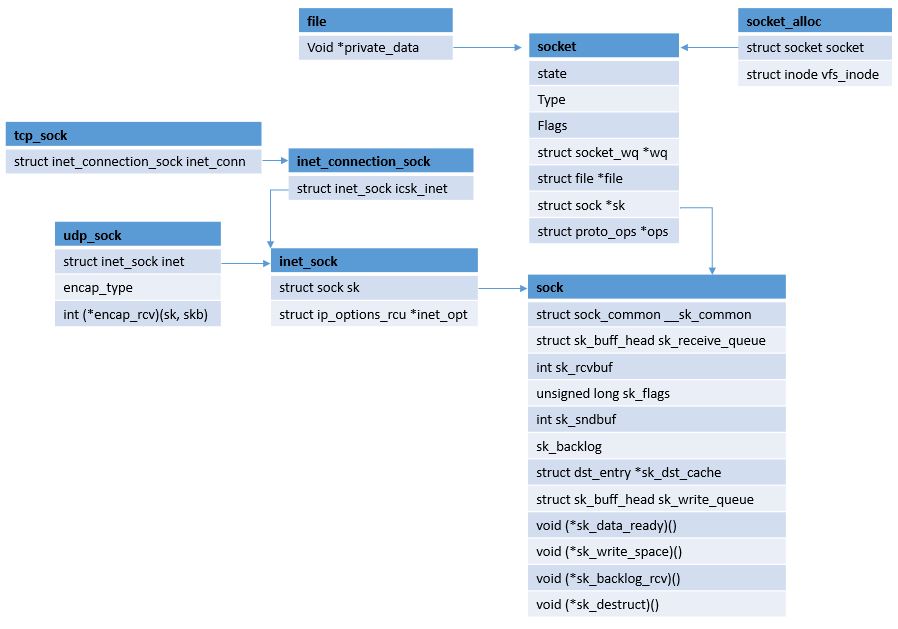 file
Void *private_data
socket_alloc
struct socket socket
struct inode vfs_inode
socket
state
Type
Flags
struct socket_wq *wq
struct file *file
struct sock *sk
struct proto_ops *ops
tcp_sock
struct inet_connection_sock inet_conn
inet_connection_sock
struct inet_sock icsk_inet
udp_sock
struct inet_sock inet
encap_type
int (*encap_rcv)(sk, skb)
inet_sock
struct sock sk
struct ip_options_rcu *inet_opt
sock
struct sock_common __sk_common
struct sk_buff_head sk_receive_queue
int sk_rcvbuf
unsigned long sk_flags
int sk_sndbuf
sk_backlog
struct dst_entry *sk_dst_cache
struct sk_buff_head sk_write_queue
void (*sk_data_ready)()
void (*sk_write_space)()
void (*sk_backlog_rcv)()
void (*sk_destruct)()